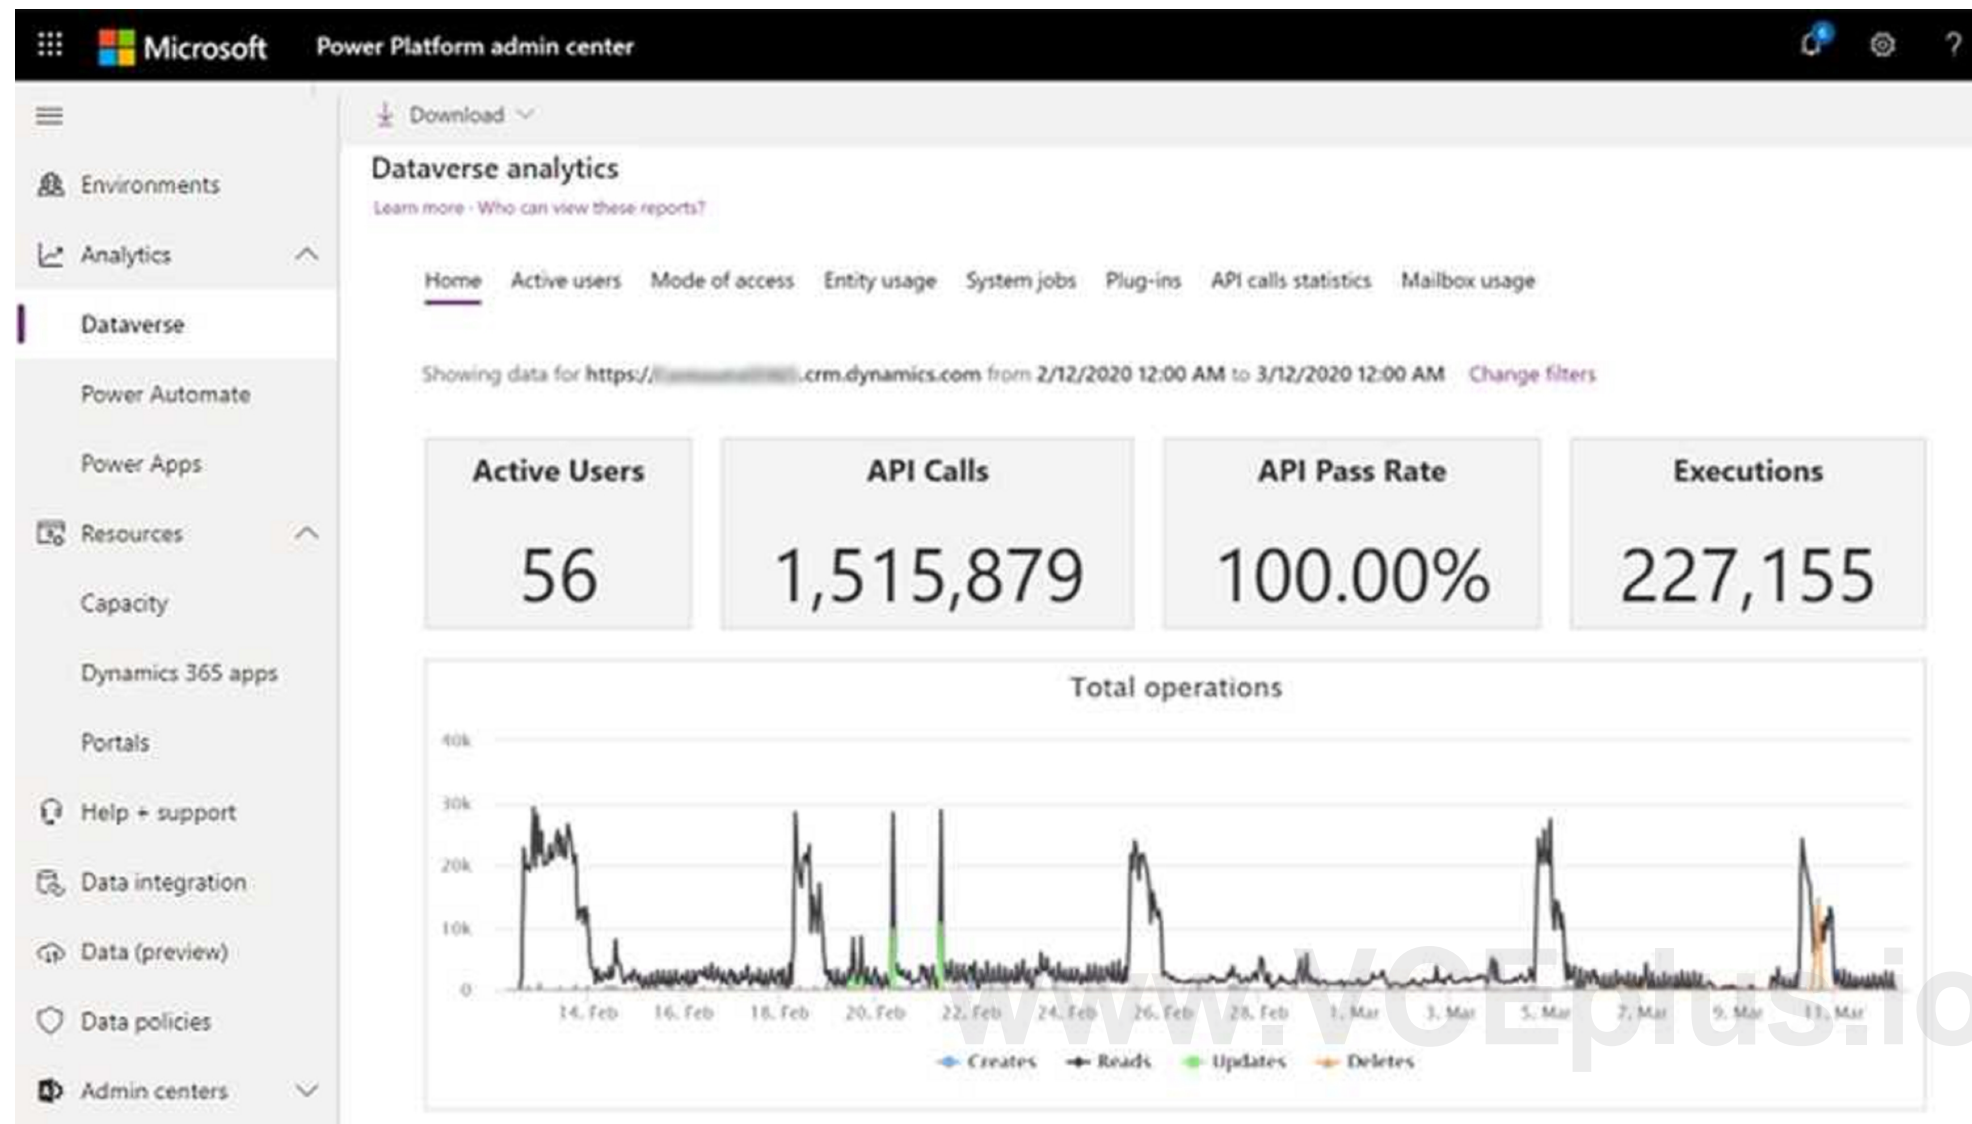 Microsoft Power Platform admin center 6 ?
Download
Dataverse analytics
Learn more · Who can view these reports?
Environments
Analytics
Dataverse
Power Automate
Power Apps
Resources
Capacity
Dynamics 365 apps
Portals
Help + support
Data integration
Data (preview)
Data policies
Admin centers
Home Active users Mode of access Entity usage System jobs Plug-ins API calls statistics Mailbox usage
Showing data for https:// .crm.dynamics.com from 2/12/2020 12:00 AM to 3/12/2020 12:00 AM Change filters
Active Users API Calls API Pass Rate Executions
56 1,515,879 100.00% 227,155
Total operations
40k
30k
20k
10k
0
14. Feb 16. Feb 18. Feb 20. Feb 22. Feb 24. Feb 26. Feb 28. Feb 1. Mar 3. Mar 5. Mar 7. Mar 9. Mar 11. Mar
Creates Reads Updates Deletes
www.VCEplus.io